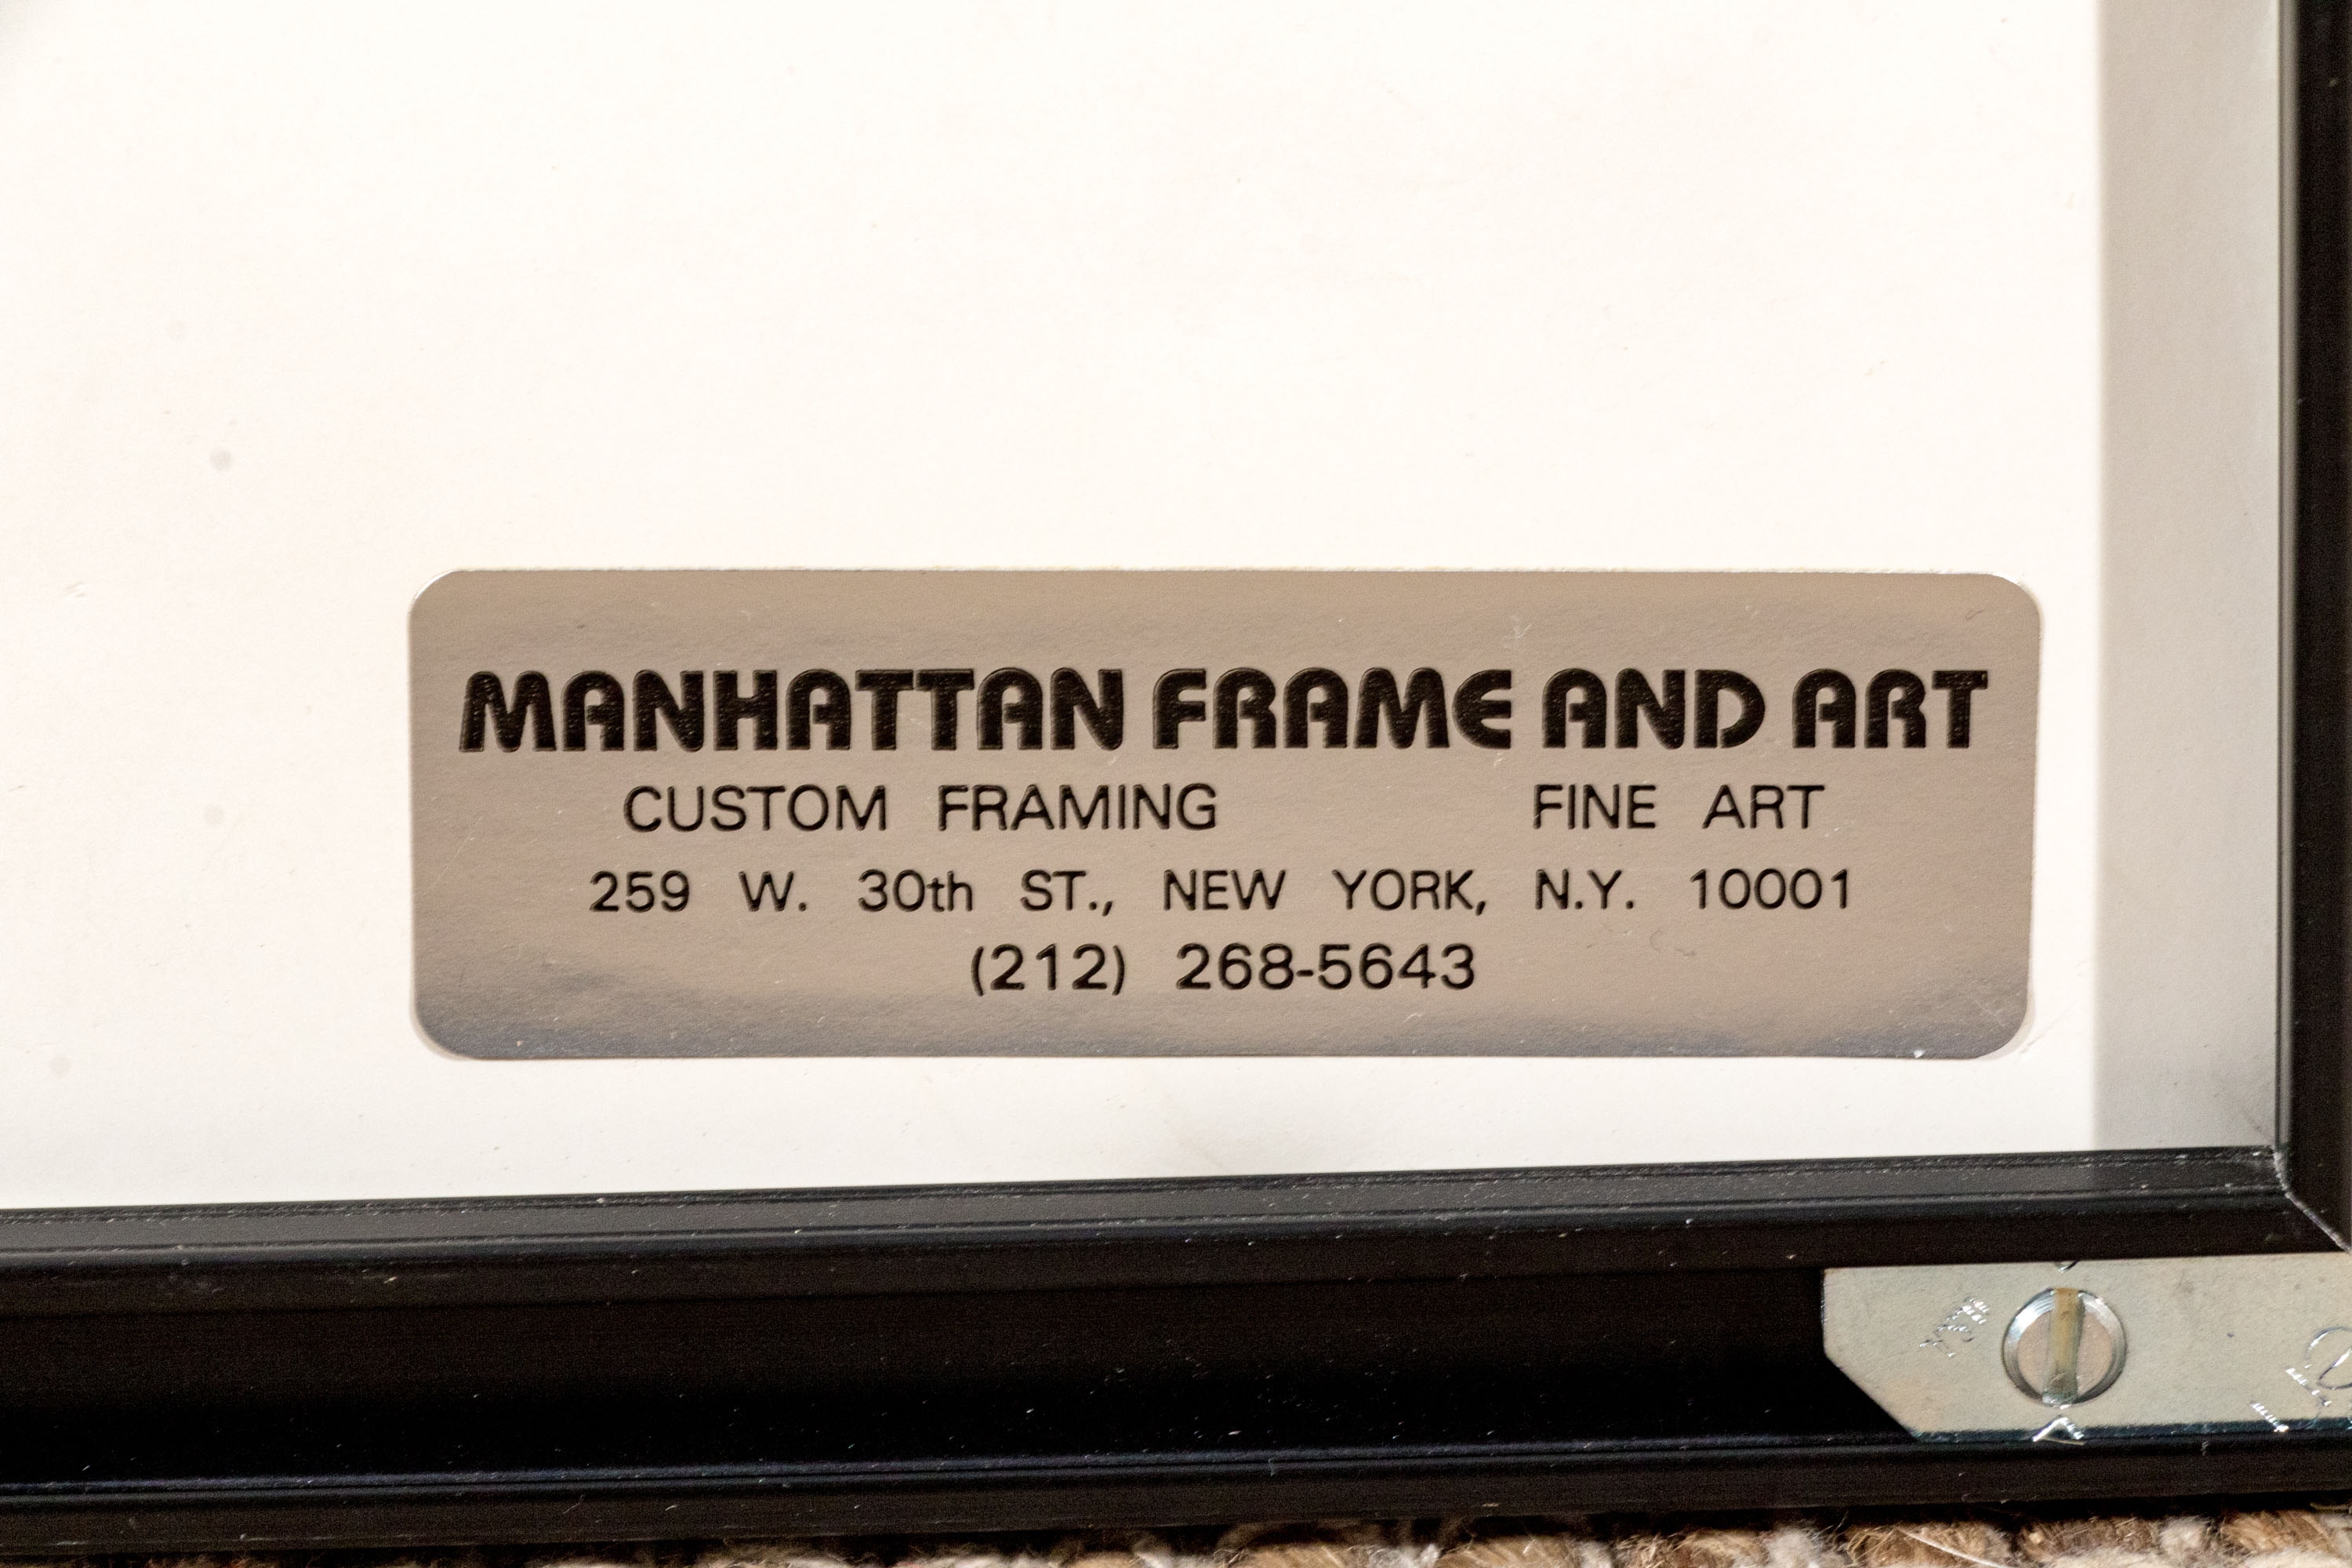 MANHATTAN FRAME AND ART
CUSTOM FRAMING FINE ART
259 W. 30th ST., NEW YORK, N.Y. 10001
(212) 268-5643